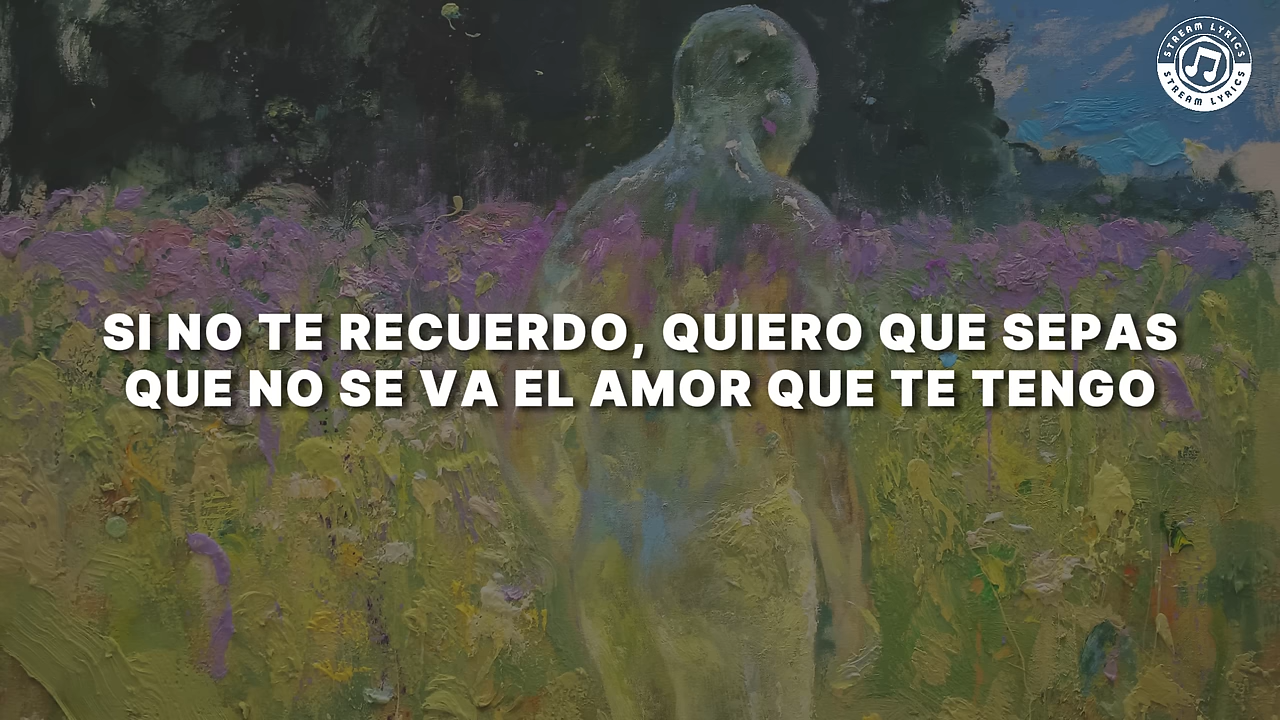 STREAM LYRICS
STREAM LYRICS
SI NO TE RECUERDO, QUIERO QUE SEPAS
QUE NO SE VA EL AMOR QUE TE TENGO